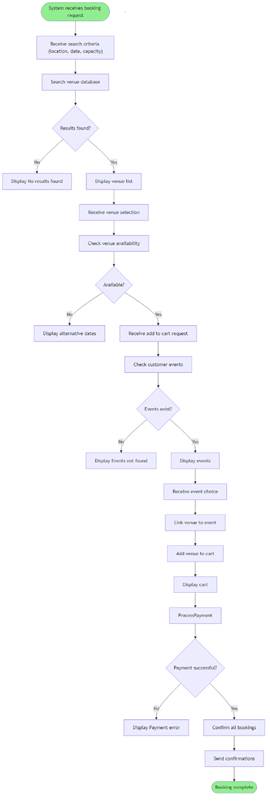 System receives booking
request
Receive search criteria
(location, date, capacity)
Search venue database
Results found?
No
Yes
Display No results found
Display venue list
Receive venue selection
Check venue availability
Available?
No
Yes
Display alternative dates
Receive add to cart request
Check customer events
Events exist?
No
Yes
Display Events not found
Display events
Receive event choice
Link venue to event
Add venue to cart
Display cart
ProcessPayment
Payment successful?
No
Yes
Display Payment error
Confirm all bookings
Send confirmations
Booking complete